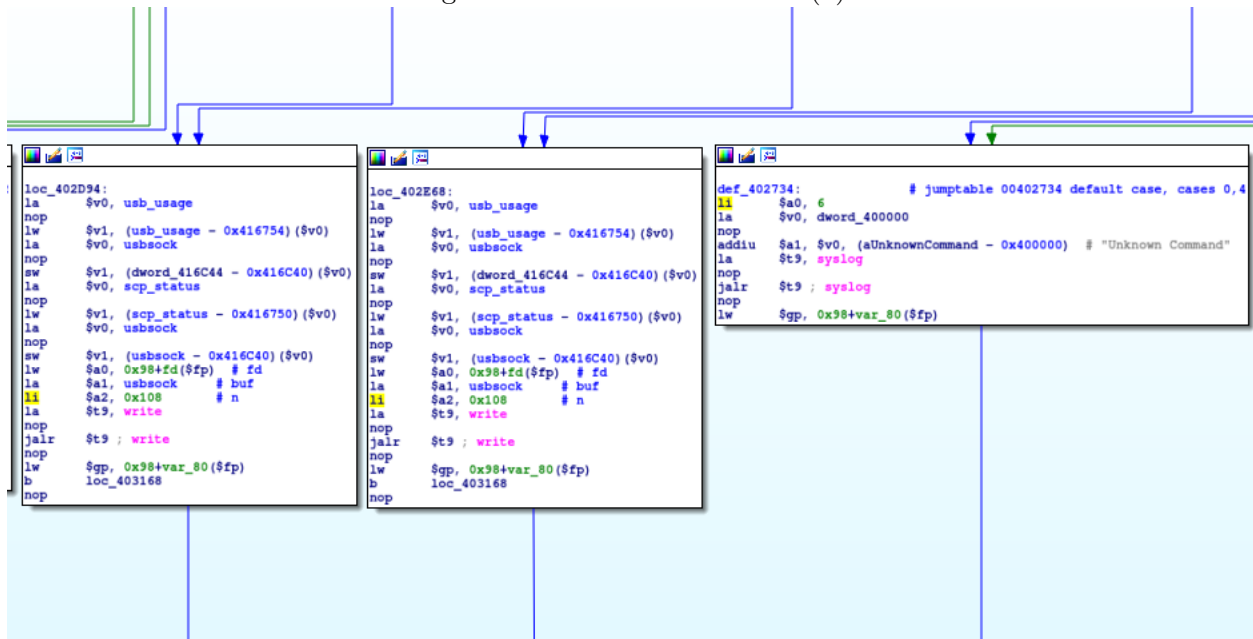 loc_402D94:
la $v0, usb_usage
nop
lw $v1, (usb_usage - 0x416754)($v0)
la $v0, usbsock
nop
sw $v1, (dword_416C44 - 0x416C40)($v0)
la $v0, scp_status
nop
lw $v1, (scp_status - 0x416750)($v0)
la $v0, usbsock
nop
sw $v1, (usbsock - 0x416C40)($v0)
lw $a0, 0x98+fd($fp) # fd
la $a1, usbsock # buf
li $a2, 0x108 # n
la $t9, write
nop
jalr $t9 ; write
nop
lw $gp, 0x98+var_80($fp)
b loc_403168
nop
loc_402E68:
la $v0, usb_usage
nop
lw $v1, (usb_usage - 0x416754)($v0)
la $v0, usbsock
nop
sw $v1, (dword_416C44 - 0x416C40)($v0)
la $v0, scp_status
nop
lw $v1, (scp_status - 0x416750)($v0)
la $v0, usbsock
nop
sw $v1, (usbsock - 0x416C40)($v0)
lw $a0, 0x98+fd($fp) # fd
la $a1, usbsock # buf
li $a2, 0x108 # n
la $t9, write
nop
jalr $t9 ; write
nop
lw $gp, 0x98+var_80($fp)
b loc_403168
nop
def_402734: # jumptable 00402734 default case, cases 0,4
li $a0, 6
la $v0, dword_400000
nop
addiu $a1, $v0, (aUnknownCommand - 0x400000) # "Unknown Command"
la $t9, syslog
nop
jalr $t9 ; syslog
nop
lw $gp, 0x98+var_80($fp)